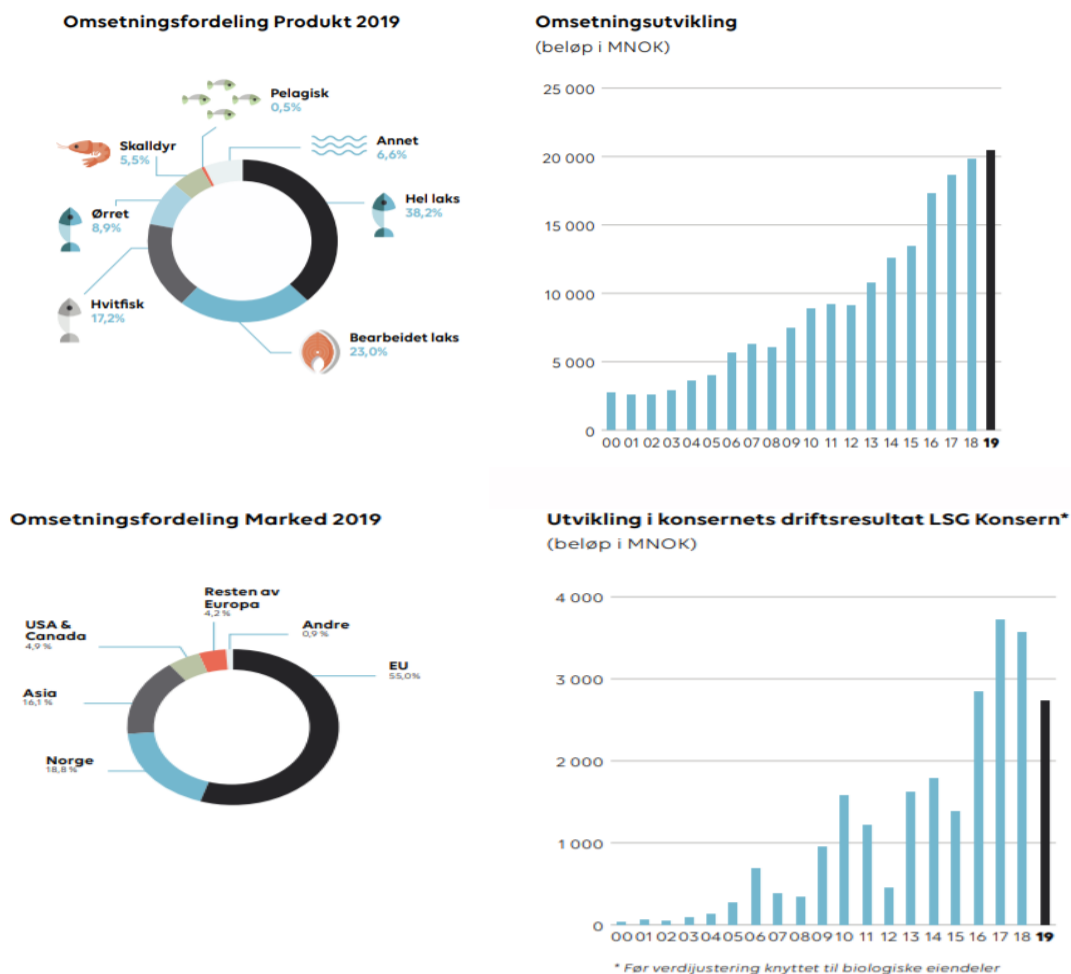 Omsetningsfordeling Produkt 2019
Pelagisk
0,5%
Annet
6,6%
Skalldyr
5,5%
Hel laks
38,2%
Ørret
8,9%
Hvitfisk
17,2%
Bearbeidet laks
23,0%
Omsetningsutvikling
(beløp i MNOK)
25 000
20 000
15 000
10 000
5 000
0
00 01 02 03 04 05 06 07 08 09 10 11 12 13 14 15 16 17 18 19
Omsetningsfordeling Marked 2019
Resten av
Europa
4,2 %
USA &
Canada
4,9 %
Andre
0,9 %
EU
55,0%
Asia
16,1 %
Norge
18,8 %
Utvikling i konsernets driftsresultat LSG Konsern*
(beløp i MNOK)
4 000
3 000
2 000
1 000
0
00 01 02 03 04 05 06 07 08 09 10 11 12 13 14 15 16 17 18 19
* Før verdijustering knyttet til biologiske eiendeler